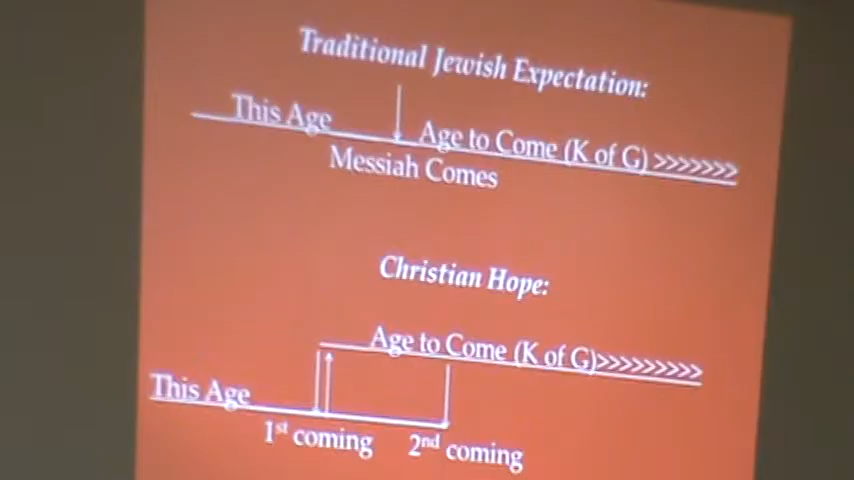 Traditional Jewish Expectation:
This Age
Age to Come (K of G) >>>>>>>
Messiah Comes
Christian Hope:
Age to Come (K of G)>>>>>>>>>
This Age
1st coming
2nd coming